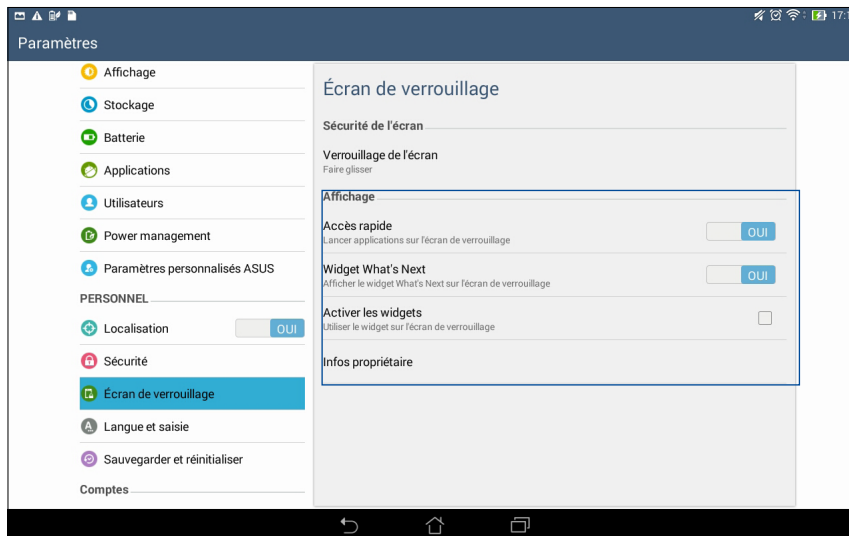 17:1
Paramètres
Affichage
Stockage
Batterie
Applications
Utilisateurs
Power management
Paramètres personnalisés ASUS
PERSONNEL
Localisation OUI
Sécurité
Écran de verrouillage
Langue et saisie
Sauvegarder et réinitialiser
Comptes
Écran de verrouillage
Sécurité de l'écran
Verrouillage de l'écran
Faire glisser
Affichage
Accès rapide
Lancer applications sur l'écran de verrouillage
OUI
Widget What's Next
Afficher le widget What's Next sur l'écran de verrouillage
OUI
Activer les widgets
Utiliser le widget sur l'écran de verrouillage
Infos propriétaire